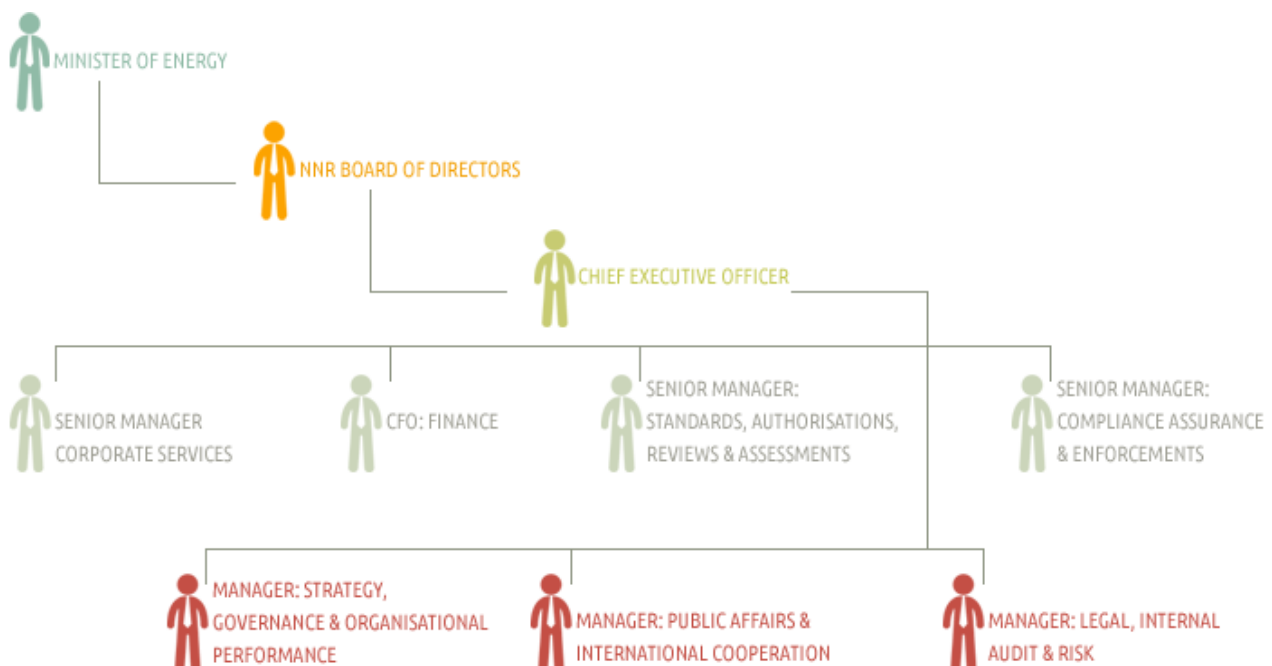 MINISTER OF ENERGY
NNR BOARD OF DIRECTORS
CHIEF EXECUTIVE OFFICER
SENIOR MANAGER
CORPORATE SERVICES
CFO: FINANCE
SENIOR MANAGER:
STANDARDS, AUTHORISATIONS,
REVIEWS & ASSESSMENTS
SENIOR MANAGER:
COMPLIANCE ASSURANCE
& ENFORCEMENTS
MANAGER: STRATEGY,
GOVERNANCE & ORGANISATIONAL
PERFORMANCE
MANAGER: PUBLIC AFFAIRS &
INTERNATIONAL COOPERATION
MANAGER: LEGAL, INTERNAL
AUDIT & RISK